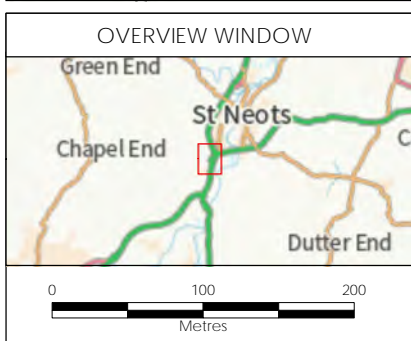 OVERVIEW WINDOW
Green End
St Neots
Chapel End
C
Dutter End
0 100 200
Metres